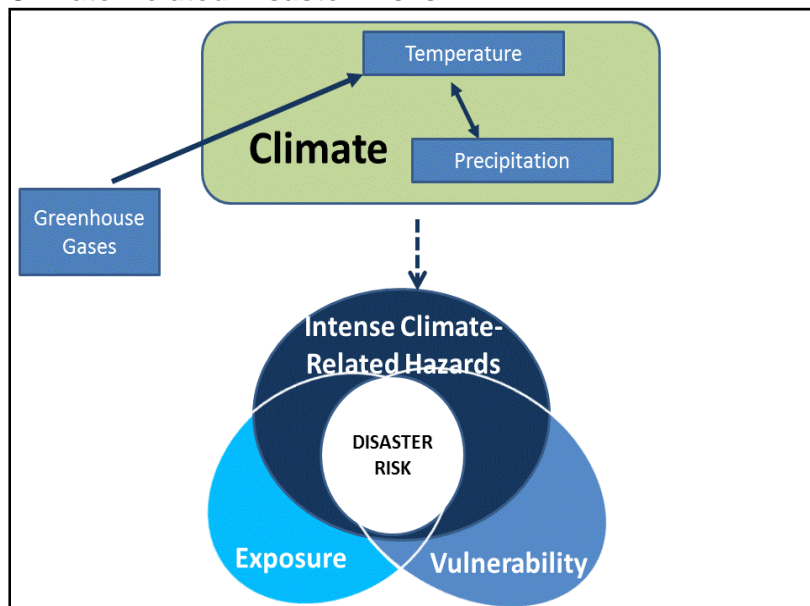 Temperature
Climate
Precipitation
Greenhouse
Gases
Intense Climate-
Related Hazards
DISASTER
RISK
Exposure
Vulnerability